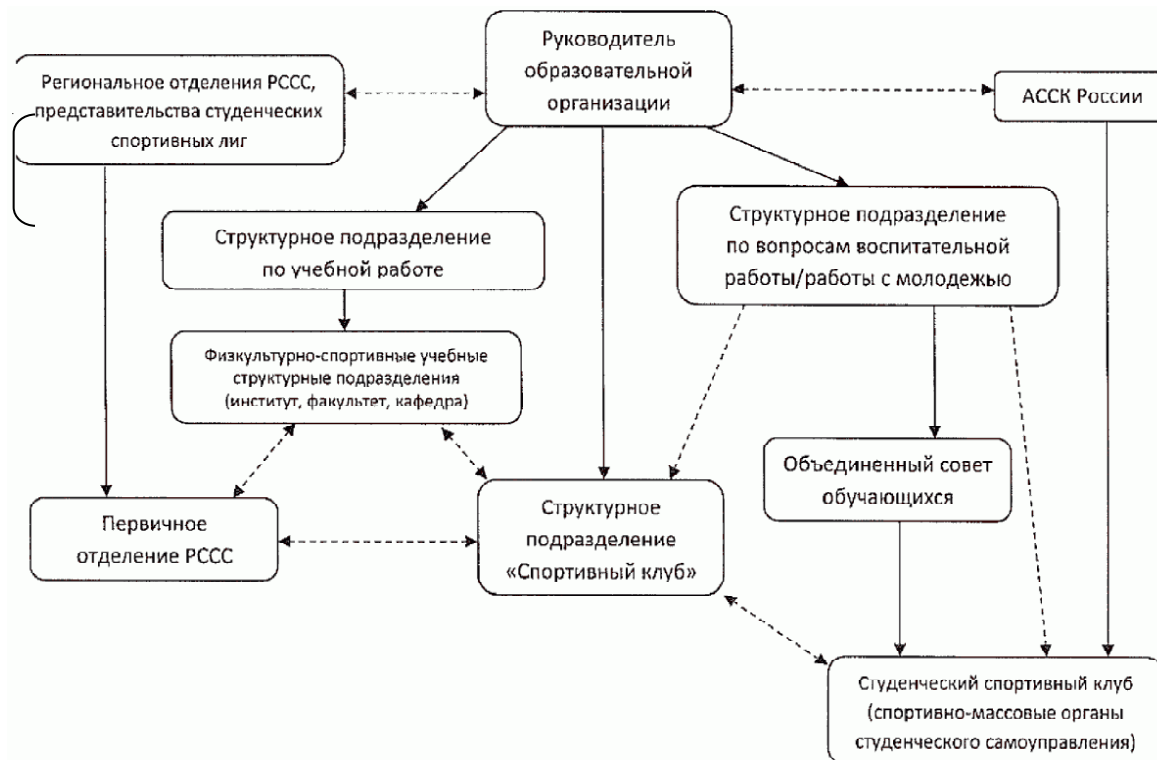 Руководитель
образовательной
организации
Региональное отделения РССС,
представительства студенческих
спортивных лиг
АССК России
Структурное подразделение
по учебной работе
Структурное подразделение
по вопросам воспитательной
работы/работы с молодежью
Физкультурно-спортивные учебные
структурные подразделения
(институт, факультет, кафедра)
Объединенный совет
обучающихся
Первичное
отделение РССС
Структурное
подразделение
«Спортивный клуб»
Студенческий спортивный клуб
(спортивно-массовые органы
студенческого самоуправления)